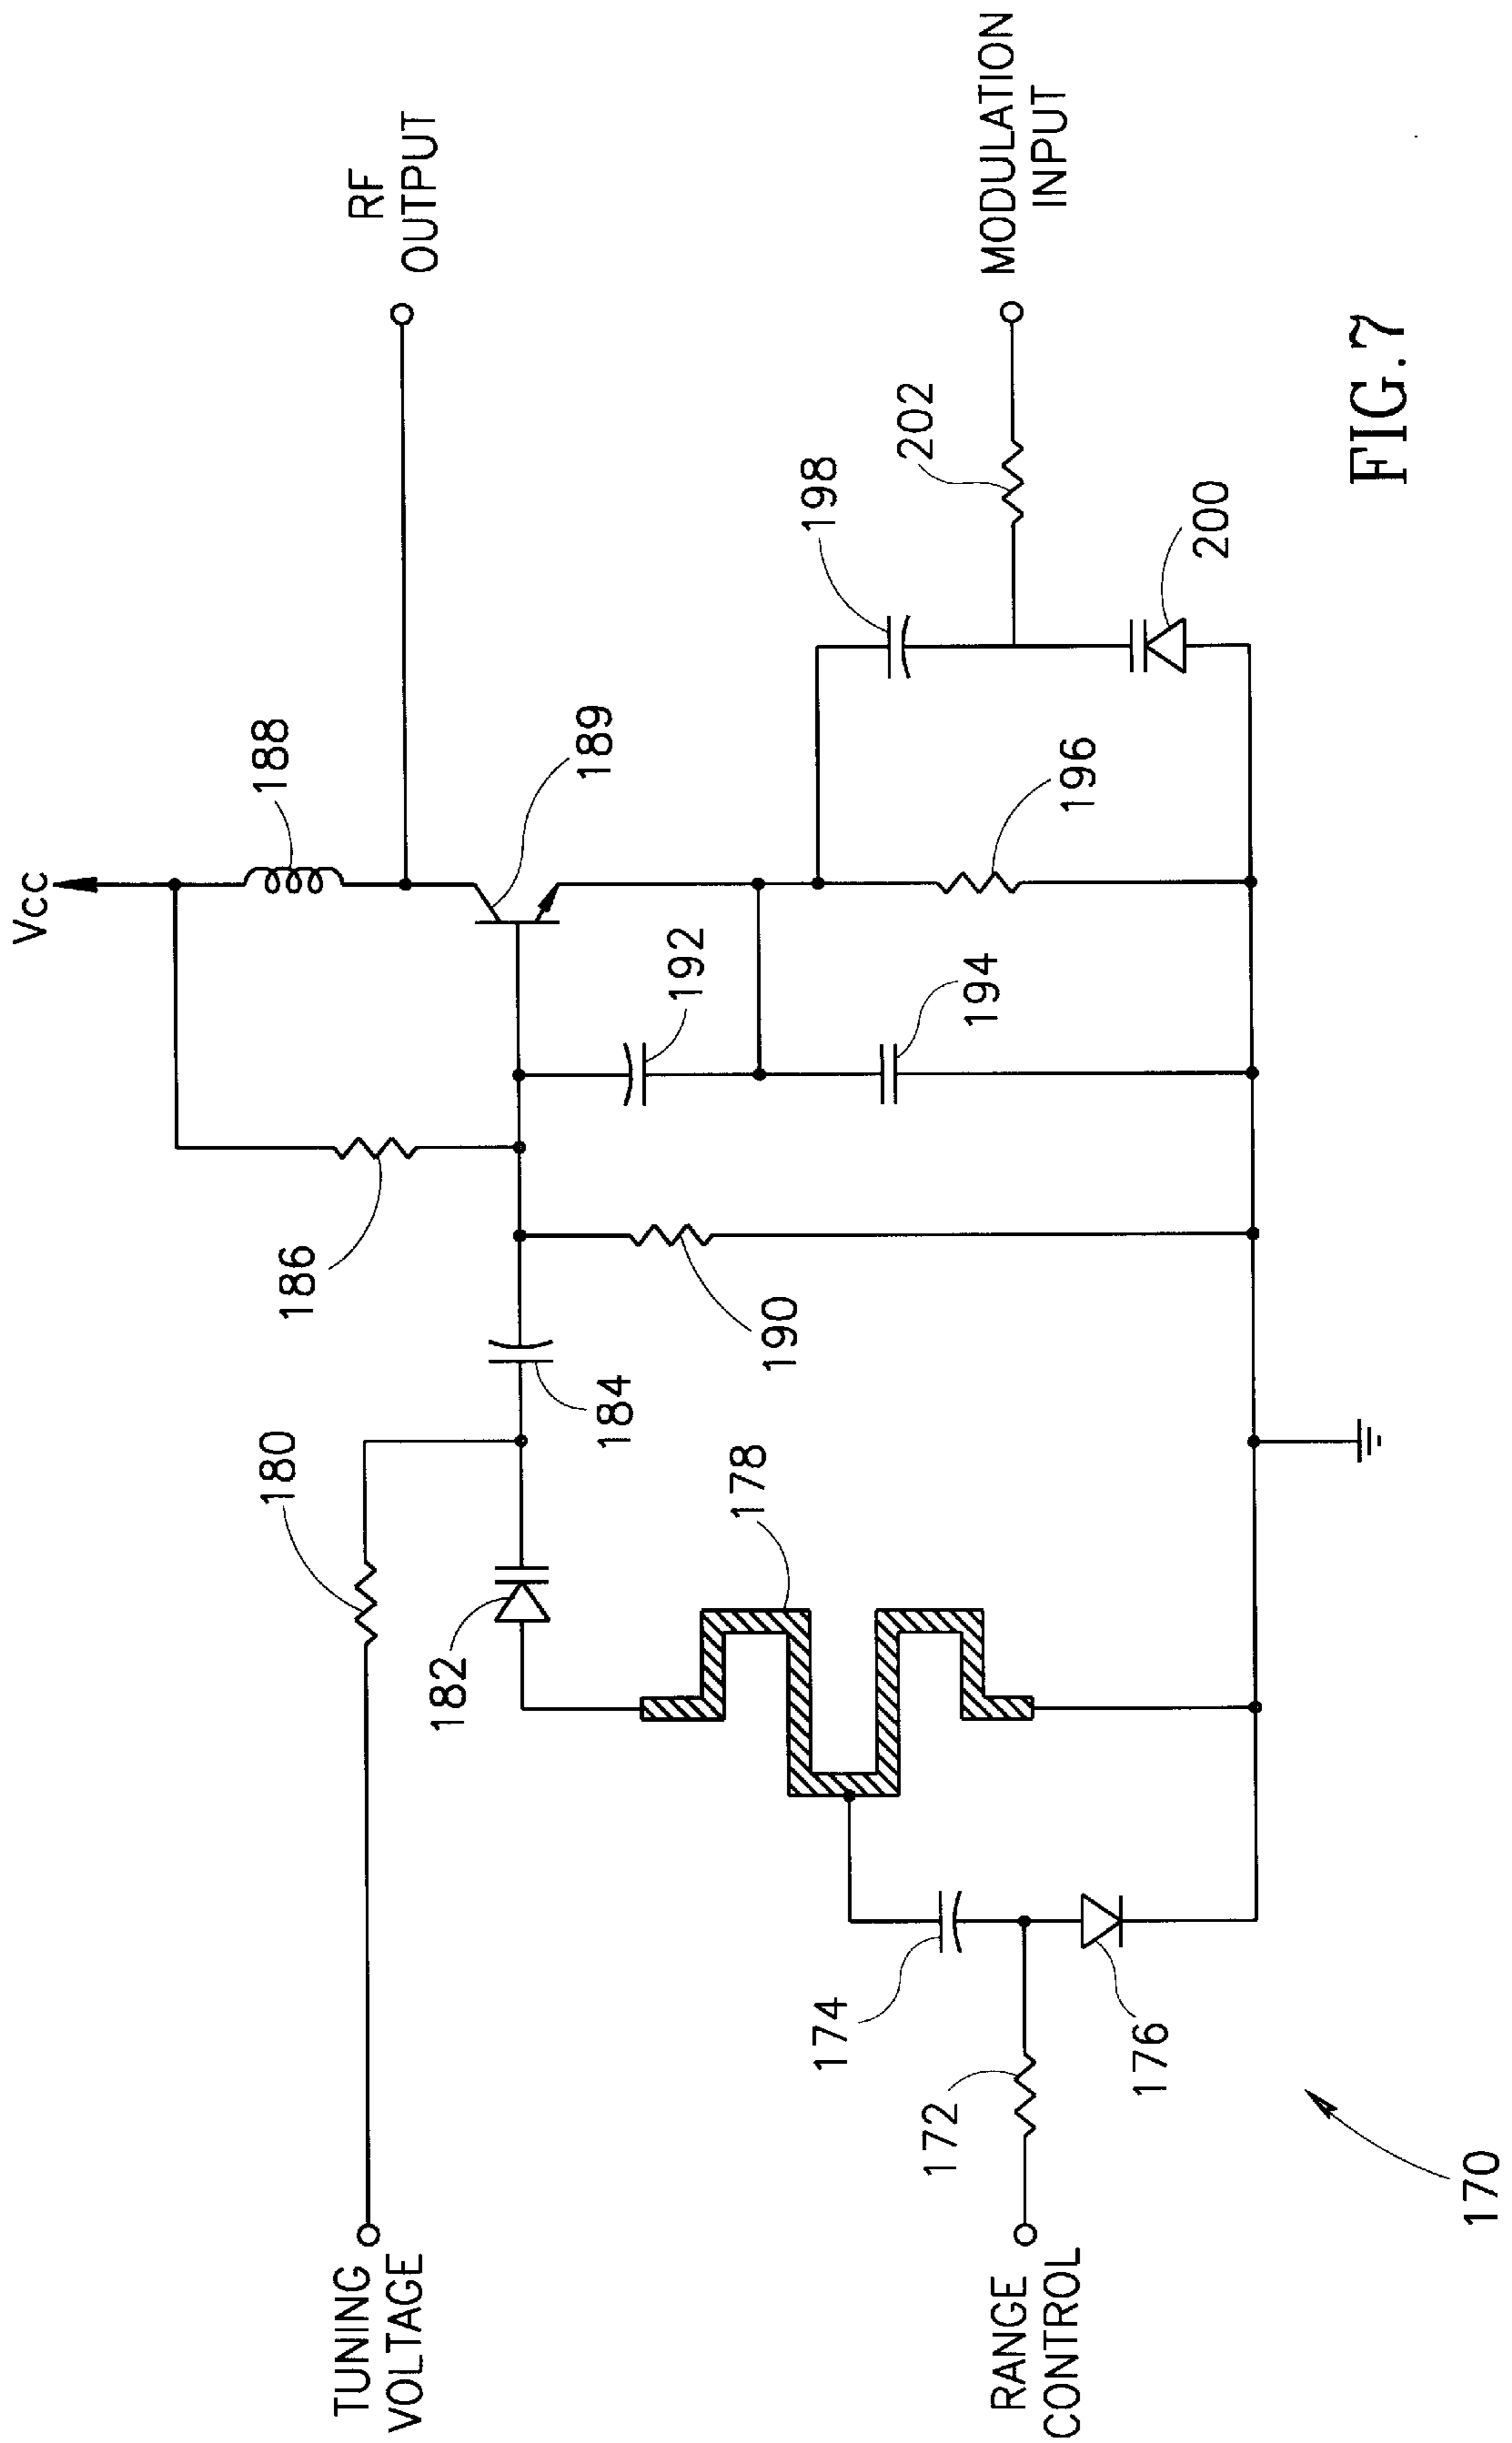 Vcc
188
RF
OUTPUT
TUNING
VOLTAGE
180
186
189
182
184
192
198
202
MODULATION
INPUT
178
190
194
196
200
RANGE
CONTROL
172
174
176
170
FIG.7